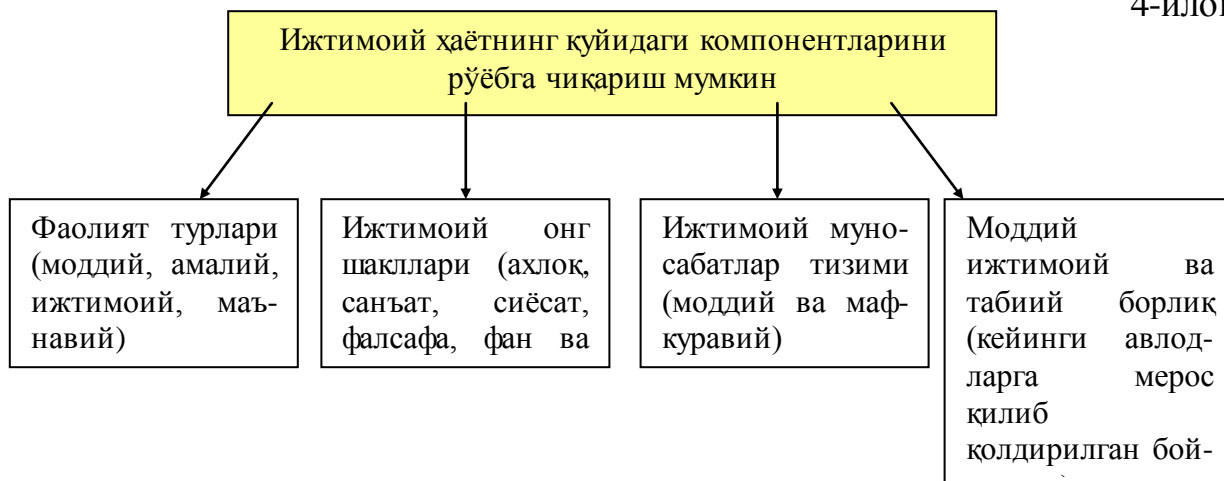 Ижтимоий ҳаётнинг қуйидаги компонентларини
рўёбга чиқариш мумкин
Фаолият турлари
(моддий, амалий,
ижтимоий, маъ-
навий)
Ижтимоий онг
шакллари (ахлоқ,
санъат, сиёсат,
фалсафа, фан ва
Ижтимоий муно-
сабатлар тизими
(моддий ва маф-
куравий)
Моддий
ижтимоий ва
табиий борлиқ
(кейинги авлод-
ларга мерос
қилиб
қолдирилган бой-